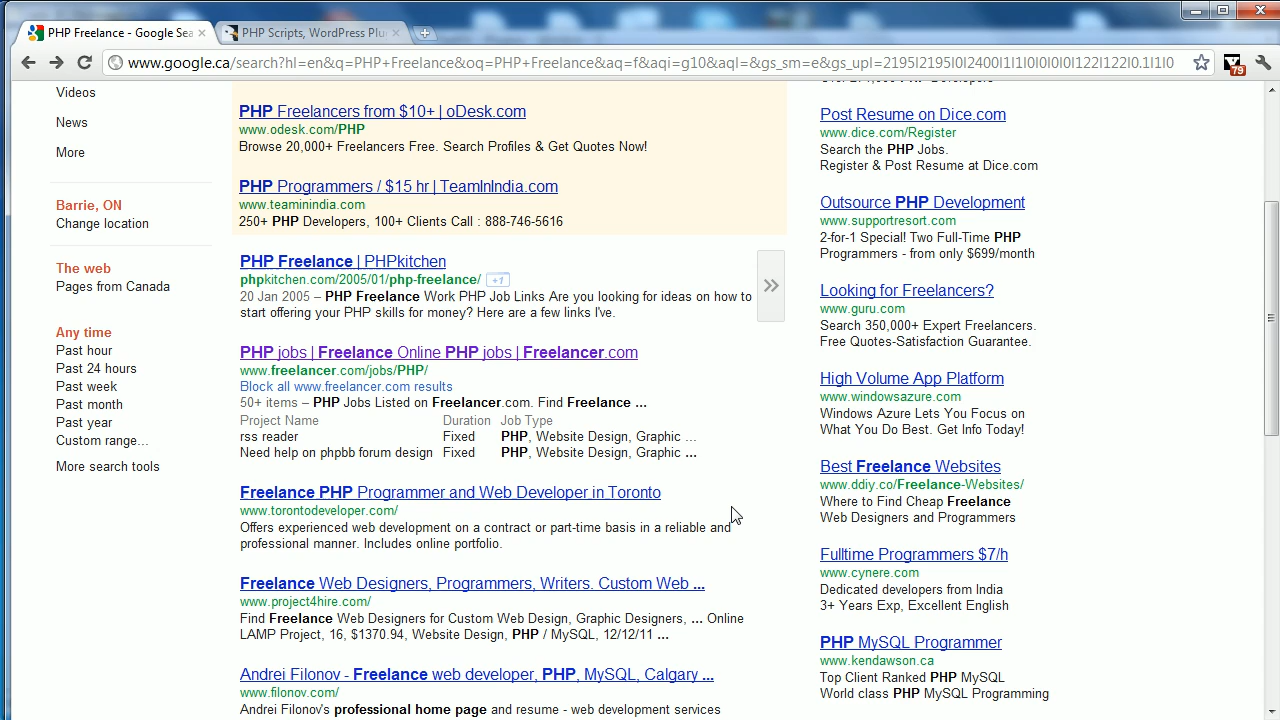 PHP Freelance - Google Sea
PHP Scripts, WordPress Plu
www.google.ca/search?hl=en&q=PHP+Freelance&oq=PHP+Freelance&aq=f&aqi=g10&aql=&gs_sm=e&gs_upl=2195l2195l0l2400l1l1l0l0l0l0l122l122l0.1l1l0
79
Videos
News
More
Barrie, ON
Change location
The web
Pages from Canada
Any time
Past hour
Past 24 hours
Past week
Past month
Past year
Custom range...
More search tools
PHP Freelancers from $10+ | oDesk.com
www.odesk.com/PHP
Browse 20,000+ Freelancers Free. Search Profiles & Get Quotes Now!
PHP Programmers / $15 hr | TeamInIndia.com
www.teaminindia.com
250+ PHP Developers, 100+ Clients Call : 888-746-5616
PHP Freelance | PHPkitchen
phpkitchen.com/2005/01/php-freelance/ +1
20 Jan 2005 – PHP Freelance Work PHP Job Links Are you looking for ideas on how to
start offering your PHP skills for money? Here are a few links I've.
PHP jobs | Freelance Online PHP jobs | Freelancer.com
www.freelancer.com/jobs/PHP/
Block all www.freelancer.com results
50+ items – PHP Jobs Listed on Freelancer.com. Find Freelance ...
Project Name Duration Job Type
rss reader Fixed PHP, Website Design, Graphic ...
Need help on phpbb forum design Fixed PHP, Website Design, Graphic ...
Freelance PHP Programmer and Web Developer in Toronto
www.torontodeveloper.com/
Offers experienced web development on a contract or part-time basis in a reliable and
professional manner. Includes online portfolio.
Freelance Web Designers, Programmers, Writers. Custom Web ...
www.project4hire.com/
Find Freelance Web Designers for Custom Web Design, Graphic Designers, ... Online
LAMP Project, 16, $1370.94, Website Design, PHP / MySQL, 12/12/11 ...
Andrei Filonov - Freelance web developer, PHP, MySQL, Calgary ...
www.filonov.com/
Andrei Filonov's professional home page and resume - web development services
Post Resume on Dice.com
www.dice.com/Register
Search the PHP Jobs.
Register & Post Resume at Dice.com
Outsource PHP Development
www.supportresort.com
2-for-1 Special! Two Full-Time PHP
Programmers - from only $699/month
Looking for Freelancers?
www.guru.com
Search 350,000+ Expert Freelancers.
Free Quotes-Satisfaction Guarantee.
High Volume App Platform
www.windowsazure.com
Windows Azure Lets You Focus on
What You Do Best. Get Info Today!
Best Freelance Websites
www.ddiy.co/Freelance-Websites/
Where to Find Cheap Freelance
Web Designers and Programmers
Fulltime Programmers $7/h
www.cynere.com
Dedicated developers from India
3+ Years Exp, Excellent English
PHP MySQL Programmer
www.kendawson.ca
Top Client Ranked PHP MySQL
World class PHP MySQL Programming